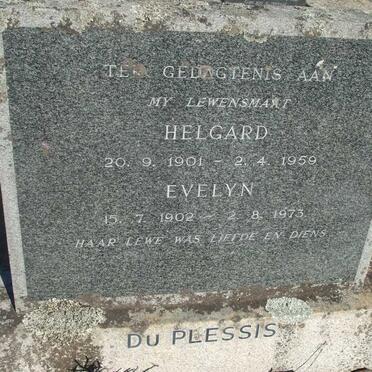 TER GEDAGTENIS AAN
MY LEWENSMAAT
HELGARD
20. 9. 1901 – 2. 4. 1959
EVELYN
15. 7. 1902 – 2. 8. 1973.
HAAR LEWE WAS LIEFDE EN DIENS
DU PLESSIS